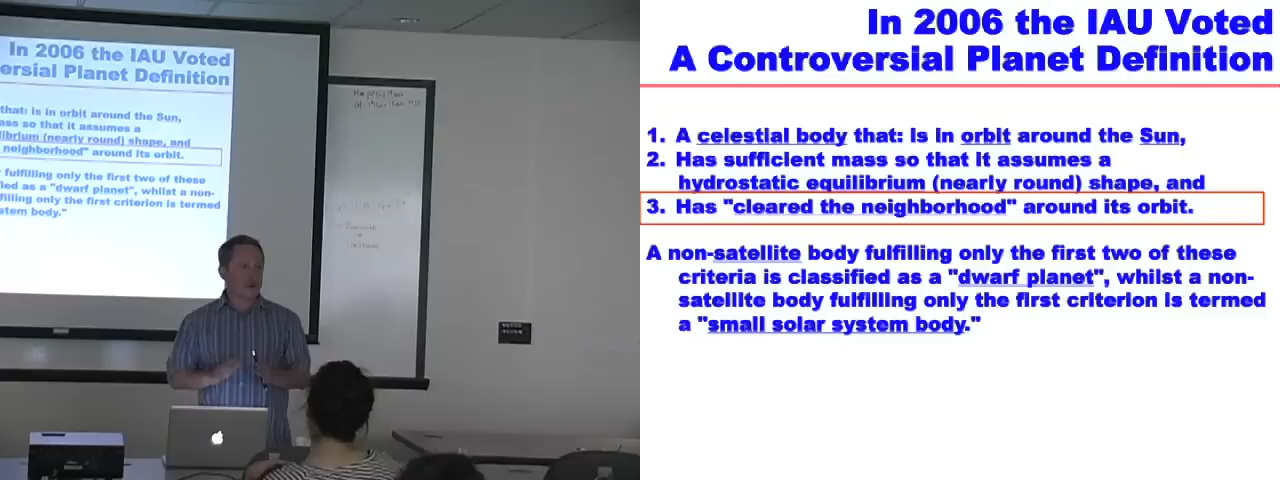 In 2006 the IAU Voted
ersial Planet Definition
that: is in orbit around the Sun,
ass so that it assumes a
librium (nearly round) shape, and
neighborhood" around its orbit.
fulfilling only the first two of these
ied as a "dwarf planet", whilst a non-
filling only the first criterion is termed
stem body."
In 2006 the IAU Voted
A Controversial Planet Definition
1. A celestial body that: is in orbit around the Sun,
2. Has sufficient mass so that it assumes a
hydrostatic equilibrium (nearly round) shape, and
3. Has "cleared the neighborhood" around its orbit.
A non-satellite body fulfilling only the first two of these
criteria is classified as a "dwarf planet", whilst a non-
satellite body fulfilling only the first criterion is termed
a "small solar system body."